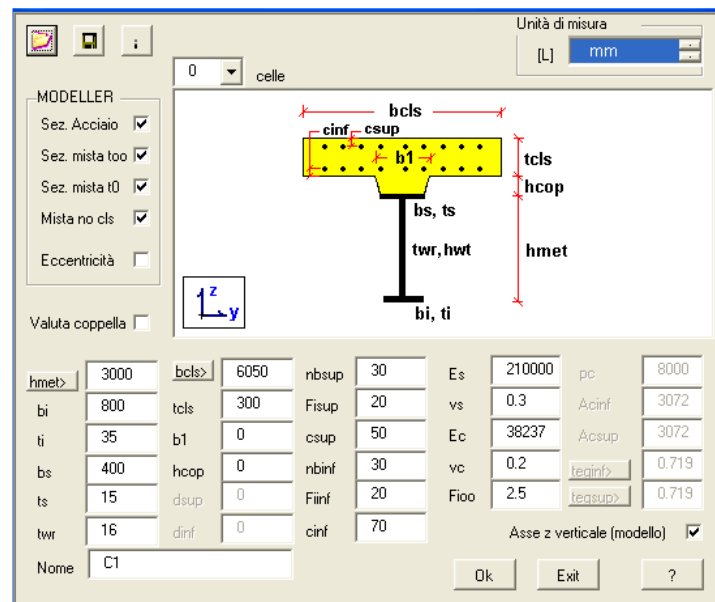 Unità di misura
[L] mm
0 celle
MODELLER
Sez. Acciaio
Sez. mista too
Sez. mista t0
Mista no cls
Eccentricità
Valuta coppella
bcls
cinf csup
b1
tcls
hcop
bs, ts
twr, hwt
hmet
bi, ti
z
y
hmet> 3000 bcls> 6050 nbsup 30 Es 210000 pc 8000
bi 800 tcls 300 Fisup 20 vs 0.3 Acinf 3072
ti 35 b1 0 csup 50 Ec 38237 Acsup 3072
bs 400 hcop 0 nbinf 30 vc 0.2 teqinf> 0.719
ts 15 dsup 0 Fiinf 20 Fioo 2.5 teqsup> 0.719
twr 16 dinf 0 cinf 70 Asse z verticale (modello)
Nome C1 Ok Exit ?